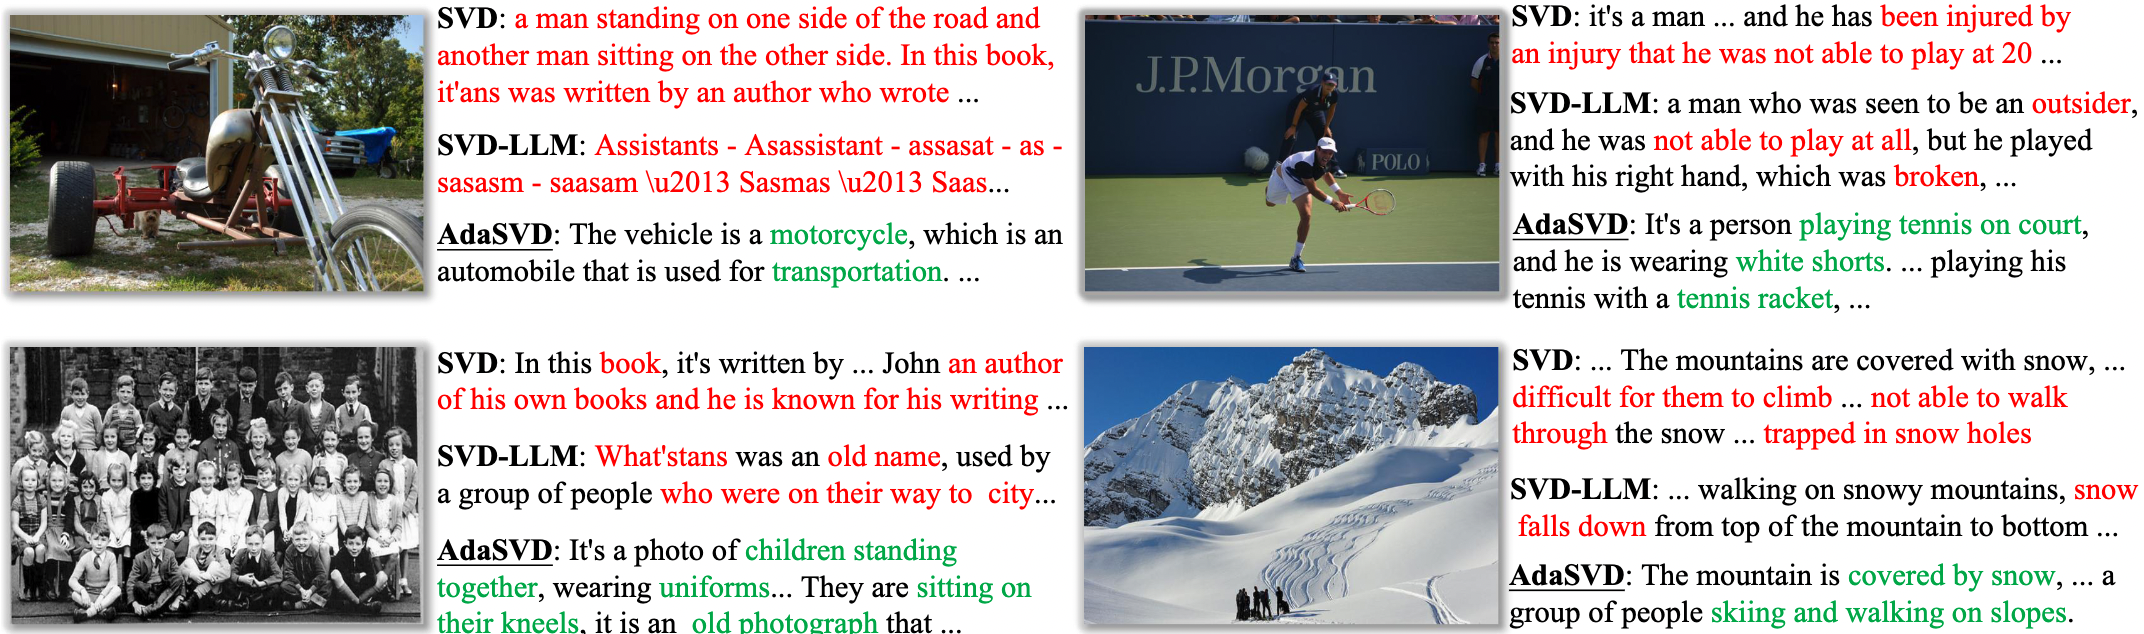 SVD: a man standing on one side of the road and
another man sitting on the other side. In this book,
it'ans was written by an author who wrote ...
SVD-LLM: Assistants - Asassistant - assasat - as -
sasasm - saasam \u2013 Sasmas \u2013 Saas...
AdaSVD: The vehicle is a motorcycle, which is an
automobile that is used for transportation. ...
J.P.Morgan
POLO
SVD: it's a man ... and he has been injured by
an injury that he was not able to play at 20 ...
SVD-LLM: a man who was seen to be an outsider,
and he was not able to play at all, but he played
with his right hand, which was broken, ...
AdaSVD: It's a person playing tennis on court,
and he is wearing white shorts. ... playing his
tennis with a tennis racket, ...
SVD: In this book, it's written by ... John an author
of his own books and he is known for his writing ...
SVD-LLM: What'stans was an old name, used by
a group of people who were on their way to city...
AdaSVD: It's a photo of children standing
together, wearing uniforms... They are sitting on
their kneels, it is an old photograph that ...
SVD: ... The mountains are covered with snow, ...
difficult for them to climb ... not able to walk
through the snow ... trapped in snow holes
SVD-LLM: ... walking on snowy mountains, snow
falls down from top of the mountain to bottom ...
AdaSVD: The mountain is covered by snow, ... a
group of people skiing and walking on slopes.